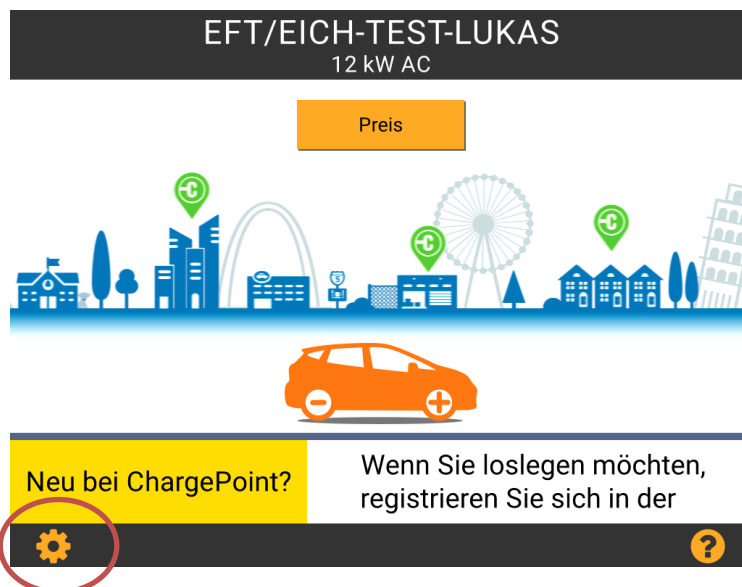 EFT/EICH-TEST-LUKAS
12 kW AC
Preis
Neu bei ChargePoint?
Wenn Sie loslegen möchten,
registrieren Sie sich in der